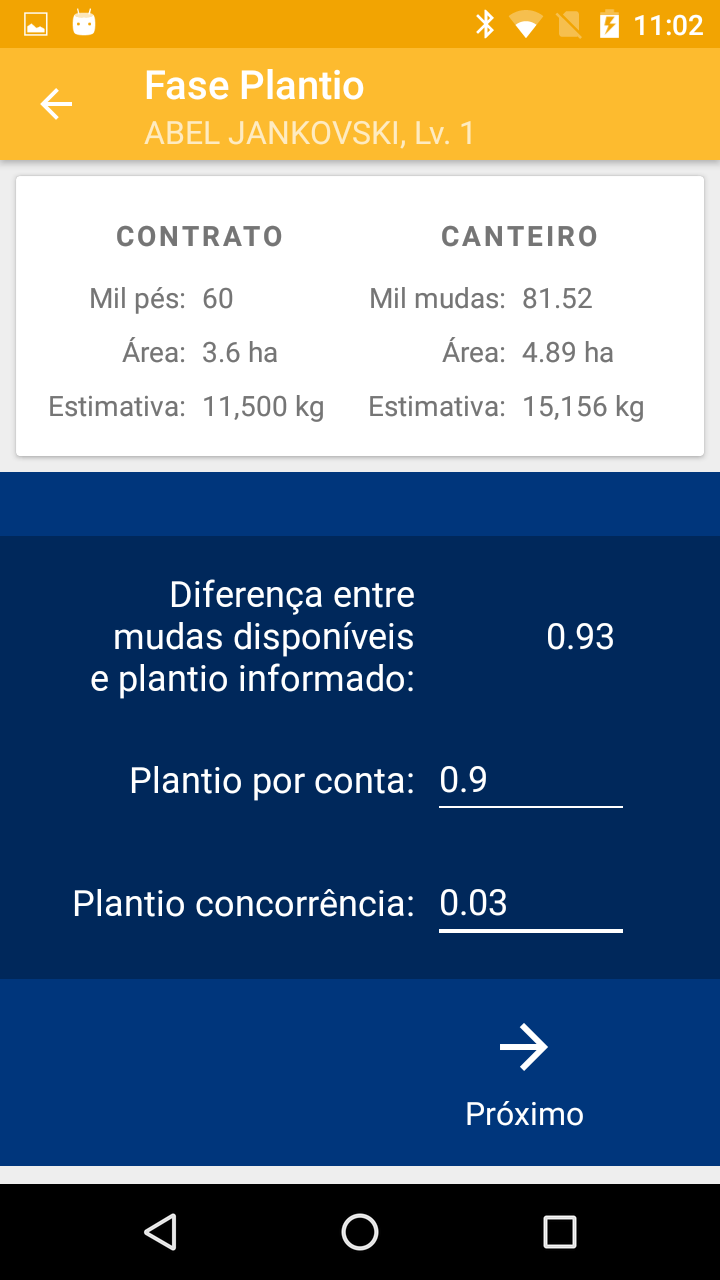 11:02
Fase Plantio
ABEL JANKOVSKI, Lv. 1
CONTRATO
Mil pés: 60
Área: 3.6 ha
Estimativa: 11,500 kg
CANTEIRO
Mil mudas: 81.52
Área: 4.89 ha
Estimativa: 15,156 kg
Diferença entre
mudas disponíveis
e plantio informado:
0.93
Plantio por conta: 0.9
Plantio concorrência: 0.03
Próximo